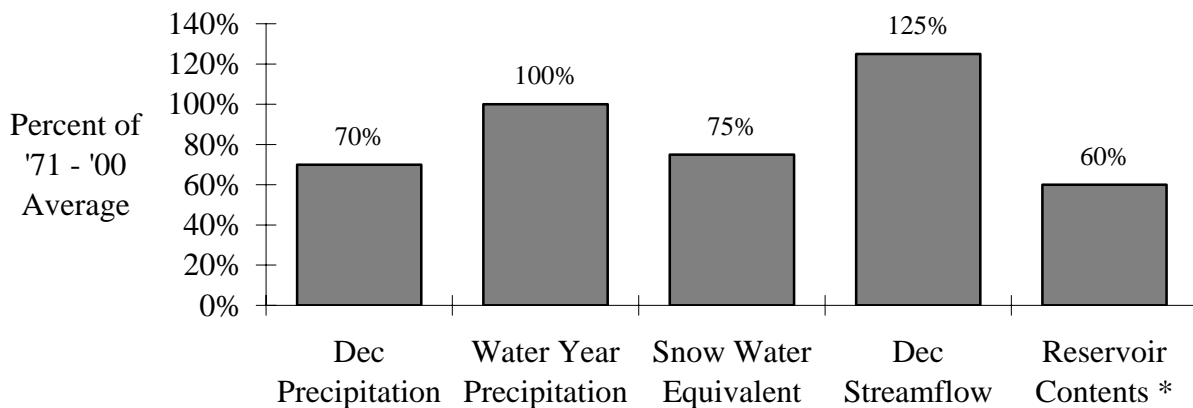 140%
120%
100%
80%
60%
40%
20%
0%
Percent of
'71 - '00
Average
70%
100%
75%
125%
60%
Dec
Precipitation
Water Year
Precipitation
Snow Water
Equivalent
Dec
Streamflow
Reservoir
Contents *